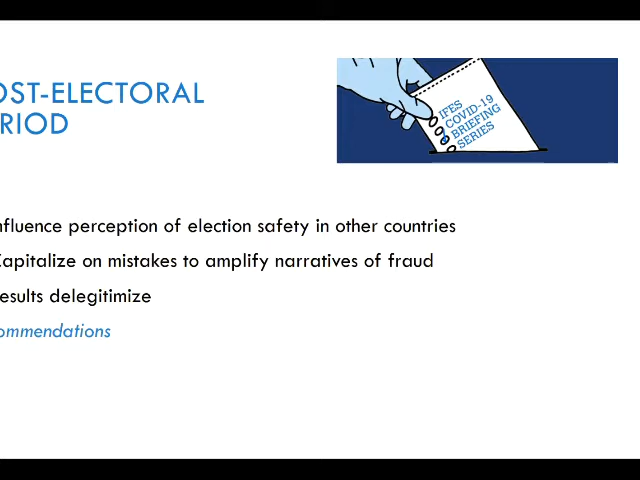 OST-ELECTORAL
RIOD
IFES
COVID-19
BRIEFING
SERIES
nfluence perception of election safety in other countries
Capitalize on mistakes to amplify narratives of fraud
esults delegitimize
ommendations